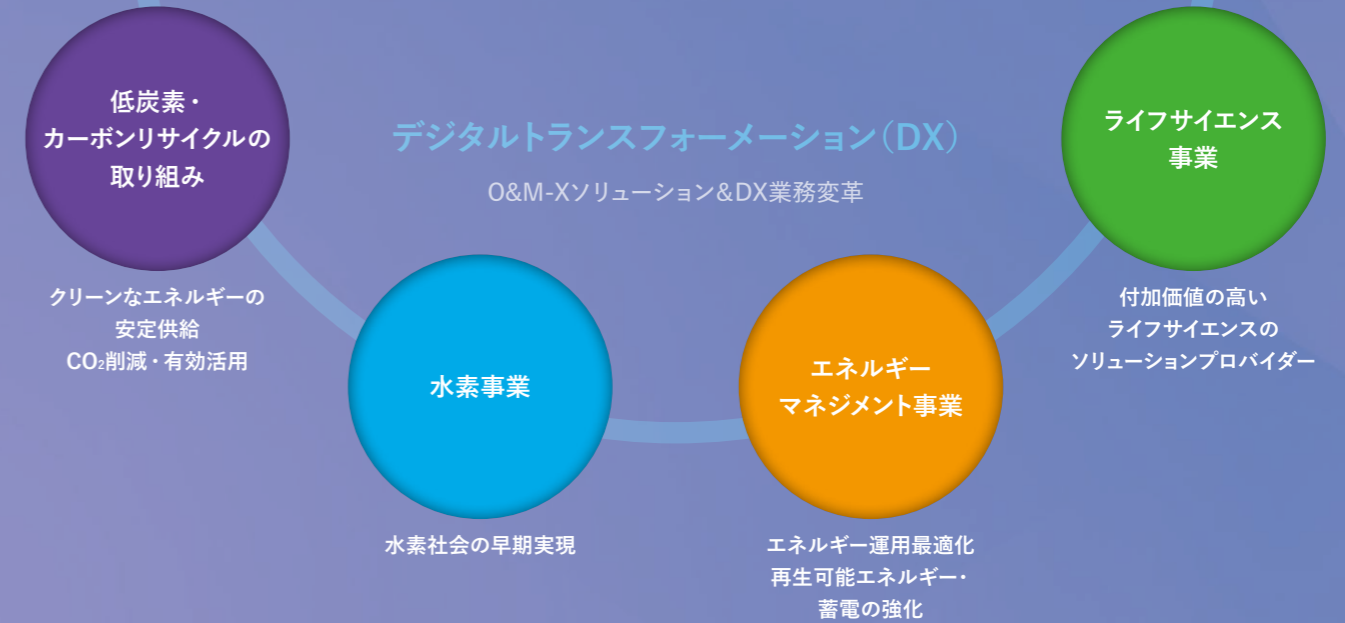 低炭素・
カーボンリサイクルの
取り組み
クリーンなエネルギーの
安定供給
CO₂削減・有効活用
デジタルトランスフォーメーション（DX）
O&M-Xソリューション＆DX業務変革
水素事業
水素社会の早期実現
エネルギー
マネジメント事業
エネルギー運用最適化
再生可能エネルギー・
蓄電の強化
ライフサイエンス
事業
付加価値の高い
ライフサイエンスの
ソリューションプロバイダー